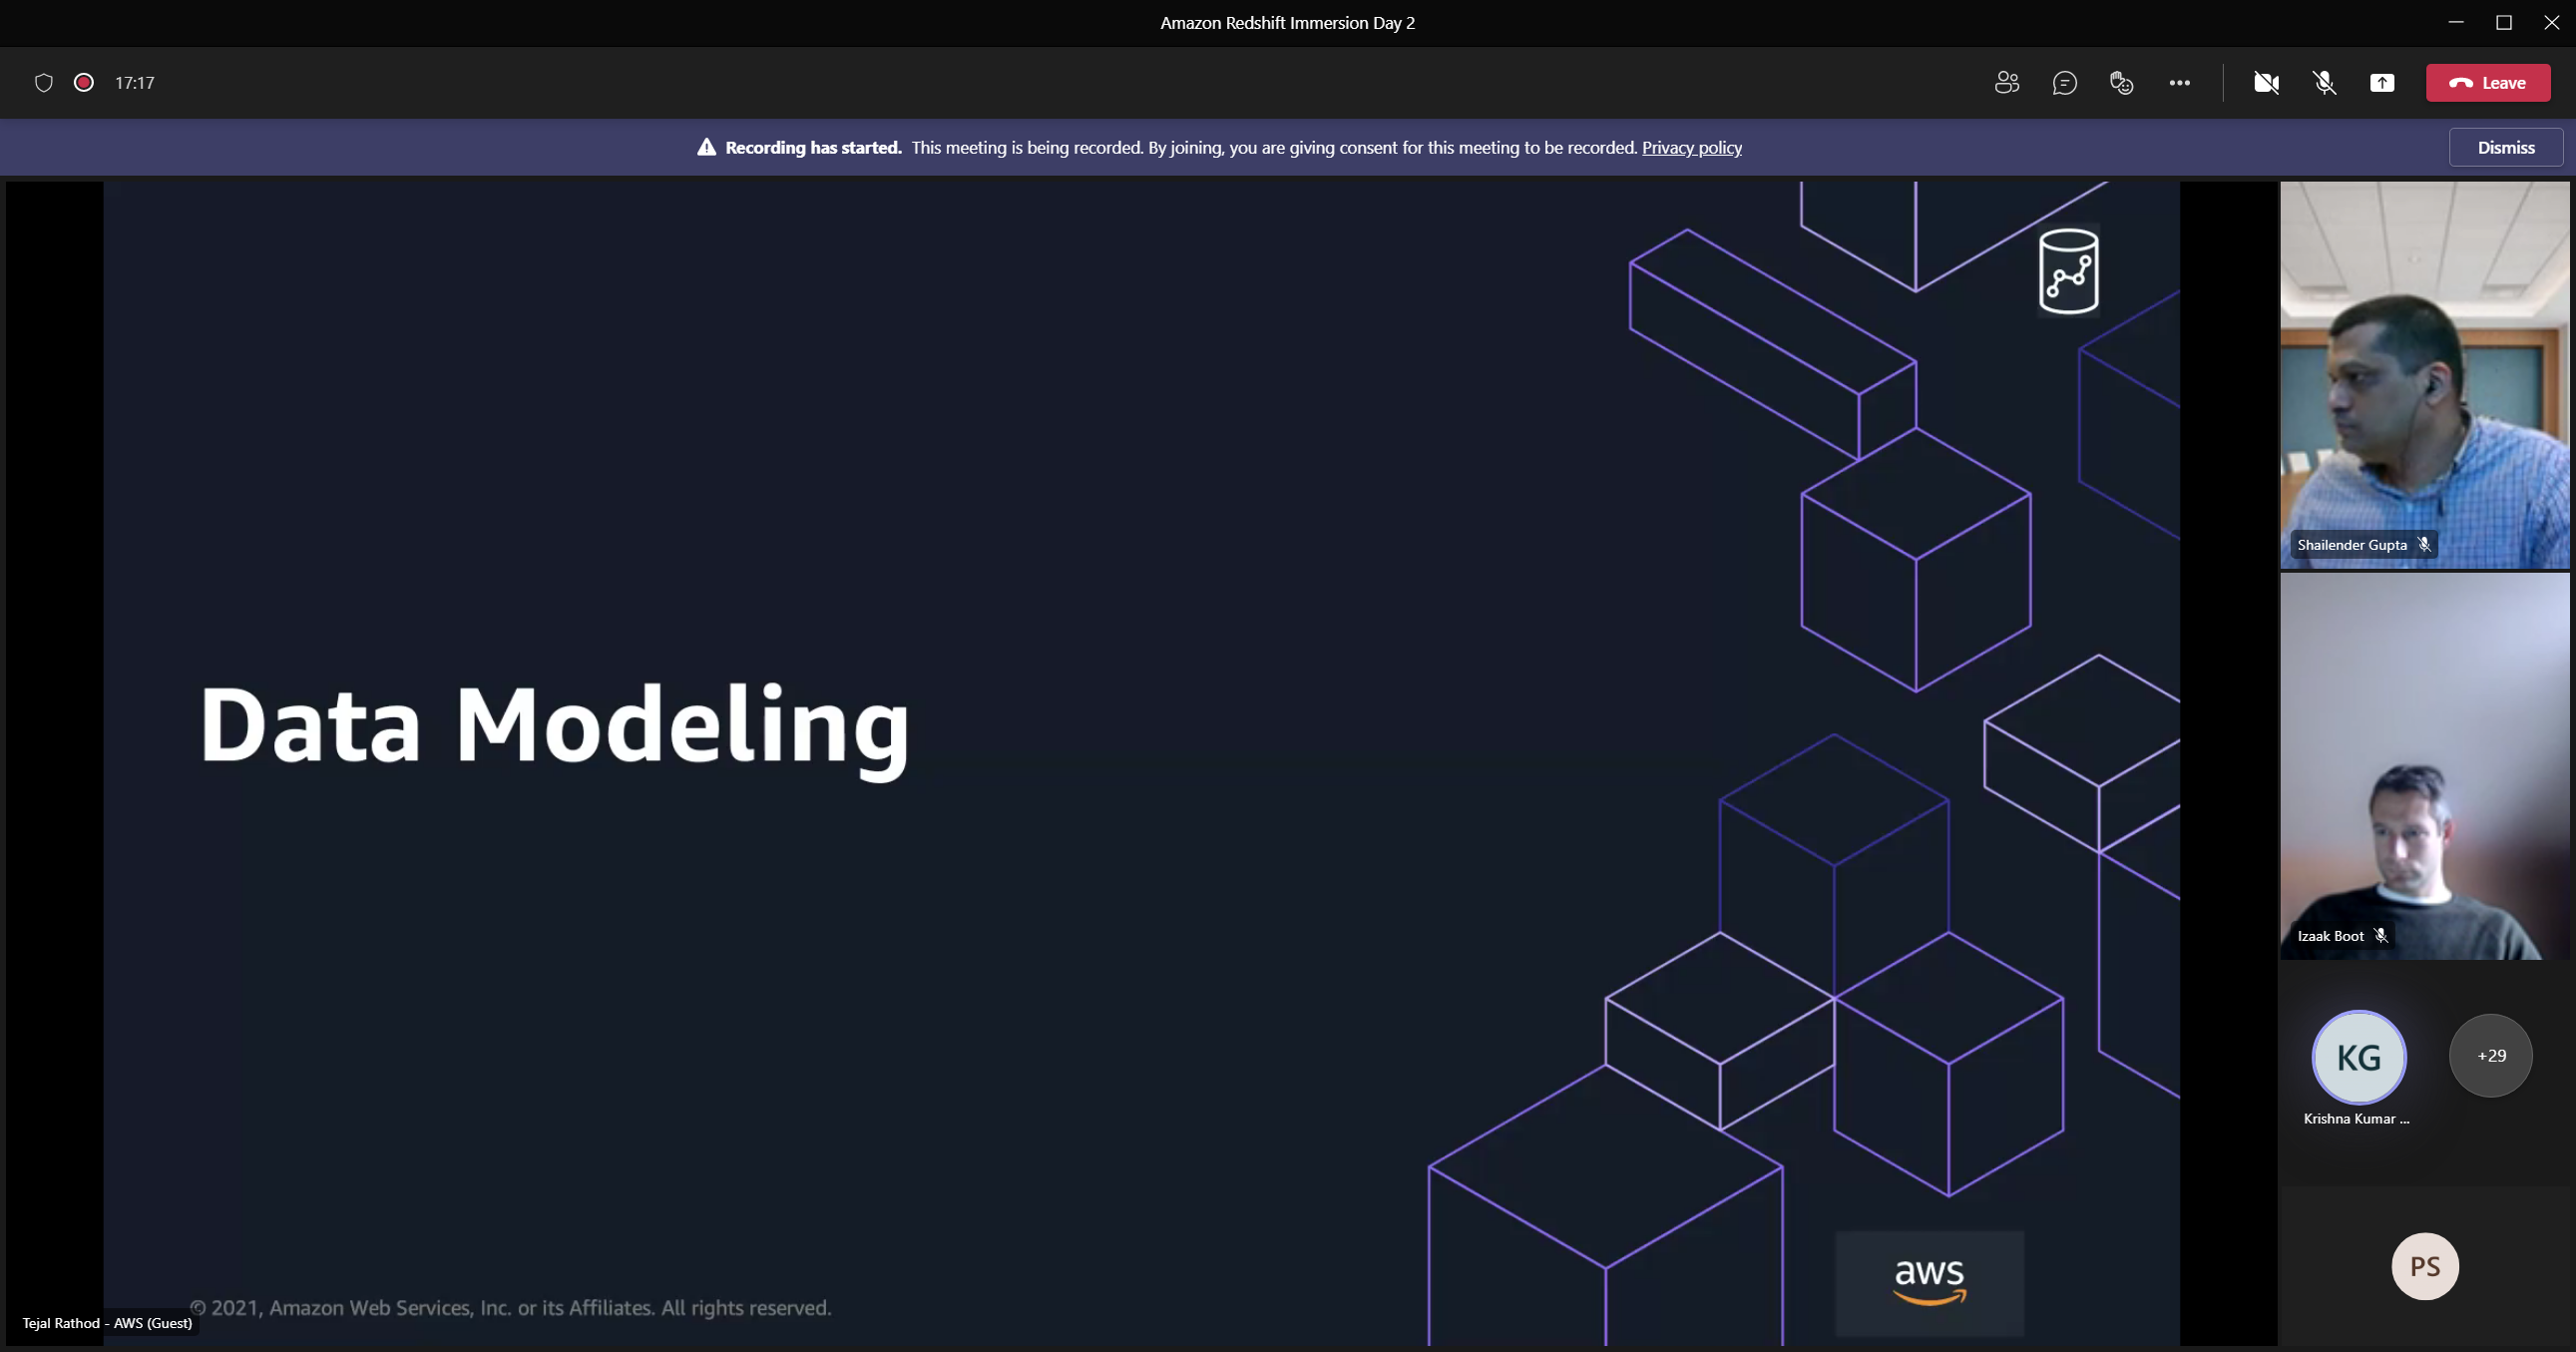 Amazon Redshift Immersion Day 2
17:17
Leave
Recording has started. This meeting is being recorded. By joining, you are giving consent for this meeting to be recorded. Privacy policy
Dismiss
Data Modeling
Shailender Gupta
Izaak Boot
KG
+29
Krishna Kumar ...
PS
aws
© 2021, Amazon Web Services, Inc. or its Affiliates. All rights reserved.
Tejal Rathod - AWS (Guest)